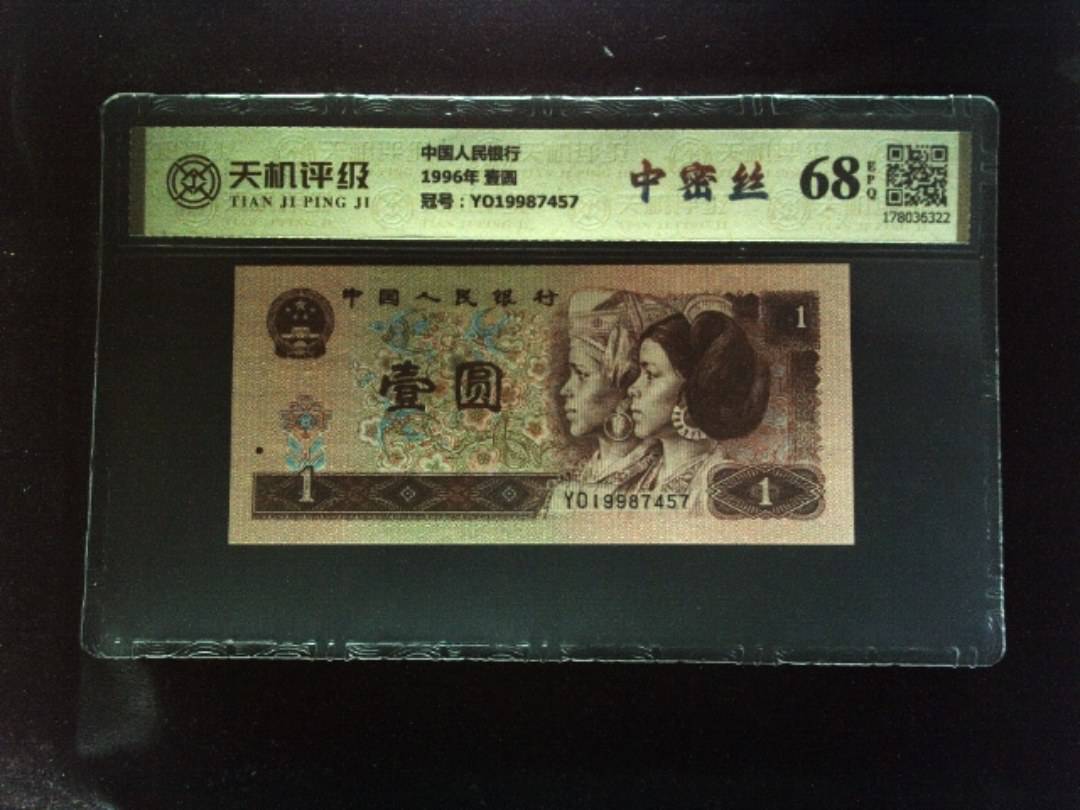 天机评级
TIAN JI PING JI
中国人民银行
1996年 壹圆
冠号:YO19987457
中密丝
68
EPQ
178036322
中国人民银行
1
壹圆
1
YO19987457
1